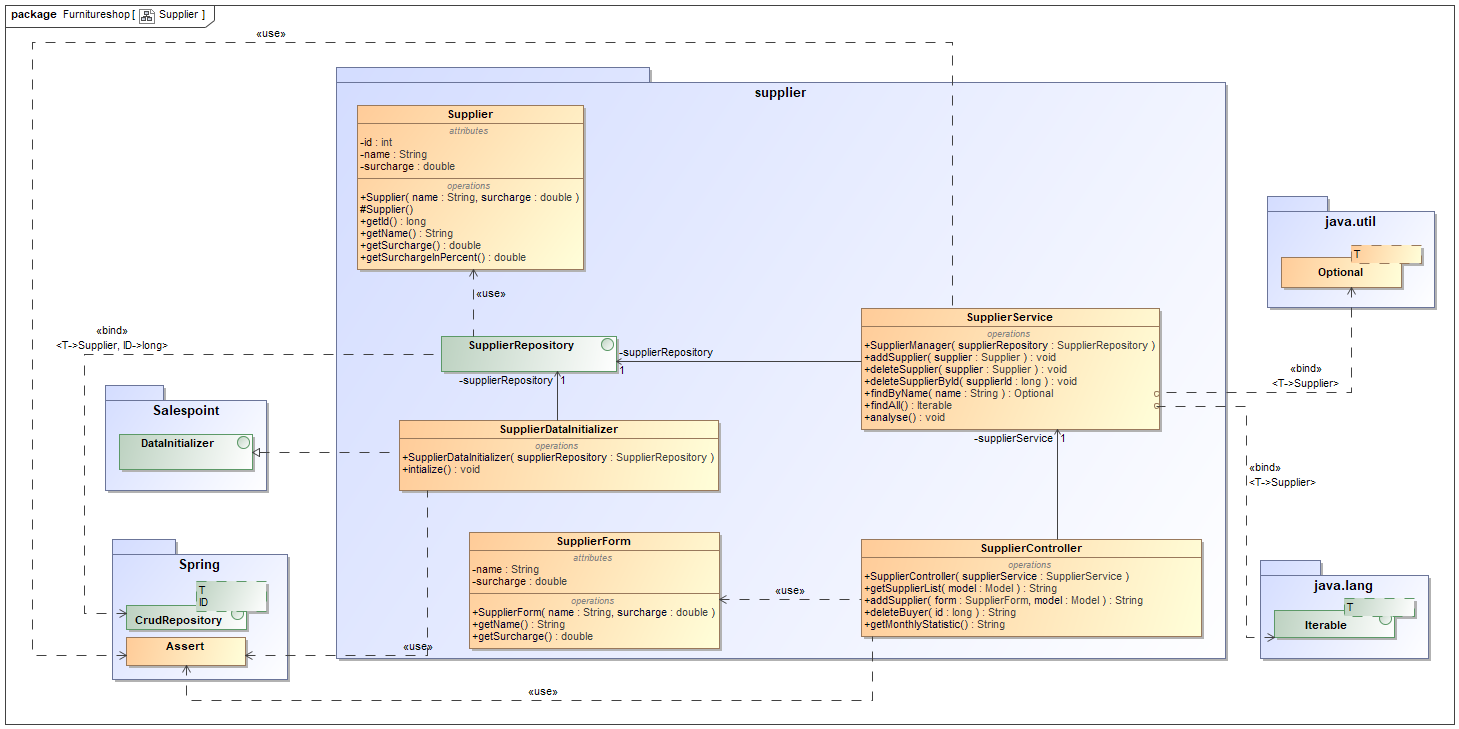 package Furnitureshop [ Supplier ]
«use»
supplier
Supplier
attributes
-id : int
-name : String
-surcharge : double
operations
+Supplier( name : String, surcharge : double )
#Supplier()
+getId() : long
+getName() : String
+getSurcharge() : double
+getSurchargeInPercent() : double
«use»
java.util
T
Optional
«bind»
<T->Supplier, ID->long>
SupplierRepository
-supplierRepository
1
-supplierRepository 1
SupplierService
operations
+SupplierManager( supplierRepository : SupplierRepository )
+addSupplier( supplier : Supplier ) : void
+deleteSupplier( supplier : Supplier ) : void
+deleteSupplierById( supplierId : long ) : void
+findByName( name : String ) : Optional
+findAll() : Iterable
+analyse() : void
«bind»
<T->Supplier>
-supplierService 1
Salespoint
DataInitializer
SupplierDataInitializer
operations
+SupplierDataInitializer( supplierRepository : SupplierRepository )
+intialize() : void
«bind»
<T->Supplier>
Spring
T
ID
CrudRepository
Assert
«use»
SupplierForm
attributes
-name : String
-surcharge : double
operations
+SupplierForm( name : String, surcharge : double )
+getName() : String
+getSurcharge() : double
«use»
SupplierController
operations
+SupplierController( supplierService : SupplierService )
+getSupplierList( model : Model ) : String
+addSupplier( form : SupplierForm, model : Model ) : String
+deleteBuyer( id : long ) : String
+getMonthlyStatistic() : String
java.lang
T
Iterable
«use»